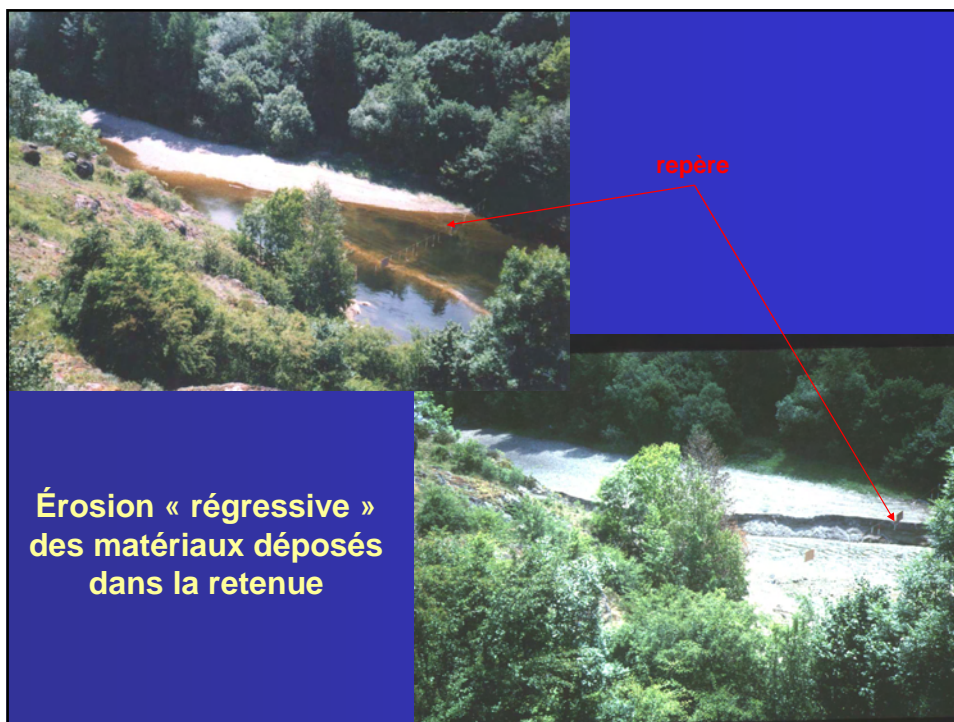 repère
Érosion « régressive »
des matériaux déposés
dans la retenue